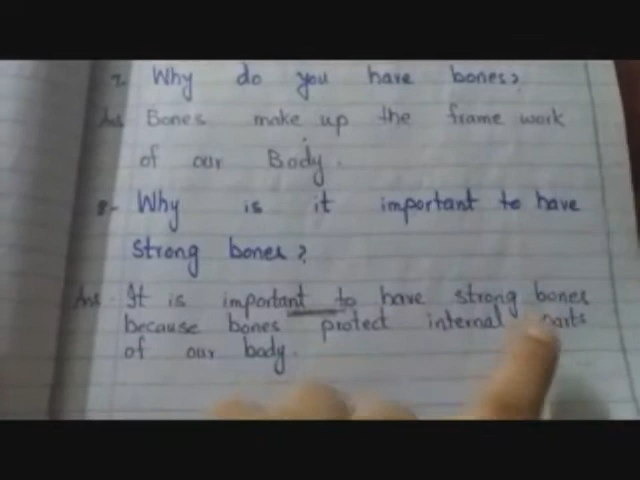 7. Why do you have bones?
Ans Bones make up the frame work
of our Body.
8- Why is it important to have
strong bones?
Ans. It is important to have strong bones
because bones protect internal parts
of our body.